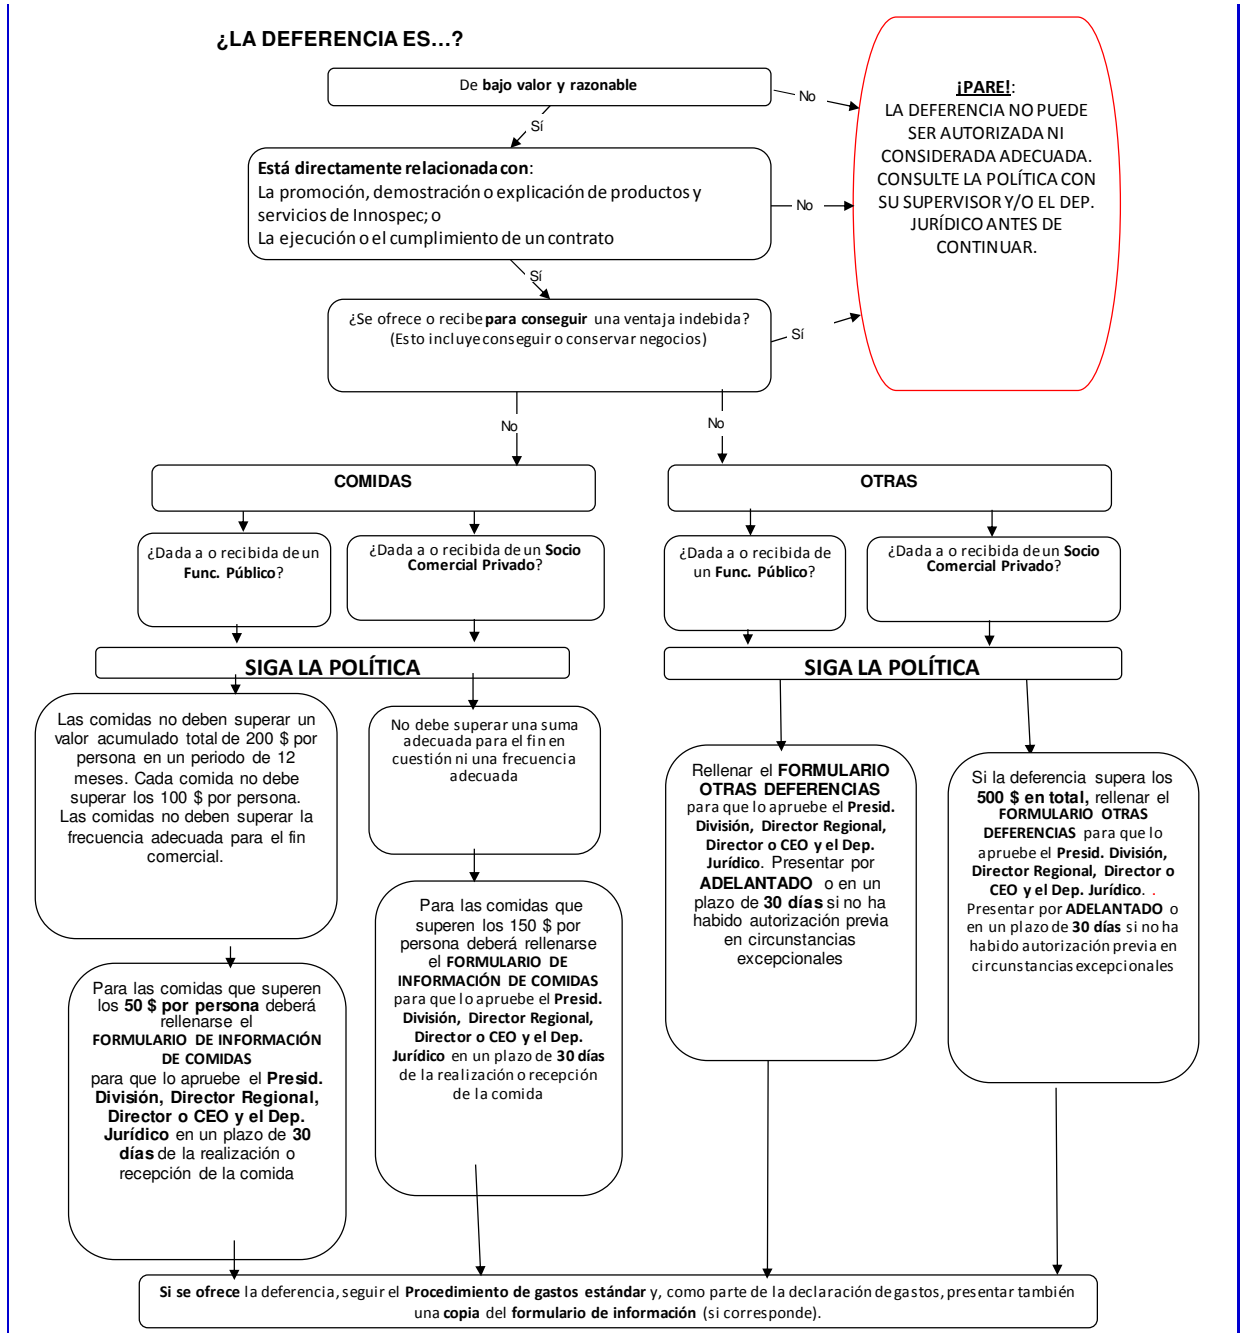 ¿LA DEFERENCIA ES…?
De bajo valor y razonable
No
¡PARE!:
LA DEFERENCIA NO PUEDE
SER AUTORIZADA NI
CONSIDERADA ADECUADA.
CONSULTE LA POLÍTICA CON
SU SUPERVISOR Y/O EL DEP.
JURÍDICO ANTES DE
CONTINUAR.
Sí
Está directamente relacionada con:
La promoción, demostración o explicación de productos y
servicios de Innospec; o
La ejecución o el cumplimiento de un contrato
No
Sí
¿Se ofrece o recibe para conseguir una ventaja indebida?
(Esto incluye conseguir o conservar negocios)
Sí
No
No
COMIDAS
OTRAS
¿Dada a o recibida de un
Func. Público?
¿Dada a o recibida de un Socio
Comercial Privado?
¿Dada a o recibida de
un Func. Público?
¿Dada a o recibida de un Socio
Comercial Privado?
SIGA LA POLÍTICA
SIGA LA POLÍTICA
Las comidas no deben superar un
valor acumulado total de 200 $ por
persona en un periodo de 12
meses. Cada comida no debe
superar los 100 $ por persona.
Las comidas no deben superar la
frecuencia adecuada para el fin
comercial.
No debe superar una suma
adecuada para el fin en
cuestión ni una frecuencia
adecuada
Rellenar el FORMULARIO
OTRAS DEFERENCIAS
para que lo apruebe el Presid.
División, Director Regional,
Director o CEO y el Dep.
Jurídico. Presentar por
ADELANTADO o en un
plazo de 30 días si no ha
habido autorización previa
en circunstancias
excepcionales
Si la deferencia supera los
500 $ en total, rellenar el
FORMULARIO OTRAS
DEFERENCIAS para que lo
apruebe el Presid. División,
Director Regional, Director o
CEO y el Dep. Jurídico. .
Presentar por ADELANTADO o
en un plazo de 30 días si no ha
habido autorización previa en
circunstancias excepcionales
Para las comidas que superen
los 50 $ por persona deberá
rellenarse el
FORMULARIO DE INFORMACIÓN
DE COMIDAS
para que lo apruebe el Presid.
División, Director Regional,
Director o CEO y el Dep.
Jurídico en un plazo de 30
días de la realización o
recepción de la comida
Para las comidas que
superen los 150 $ por
persona deberá rellenarse
el FORMULARIO DE
INFORMACIÓN DE COMIDAS
para que lo apruebe el Presid.
División, Director Regional,
Director o CEO y el Dep.
Jurídico en un plazo de 30 días
de la realización o recepción
de la comida
Si se ofrece la deferencia, seguir el Procedimiento de gastos estándar y, como parte de la declaración de gastos, presentar también
una copia del formulario de información (si corresponde).